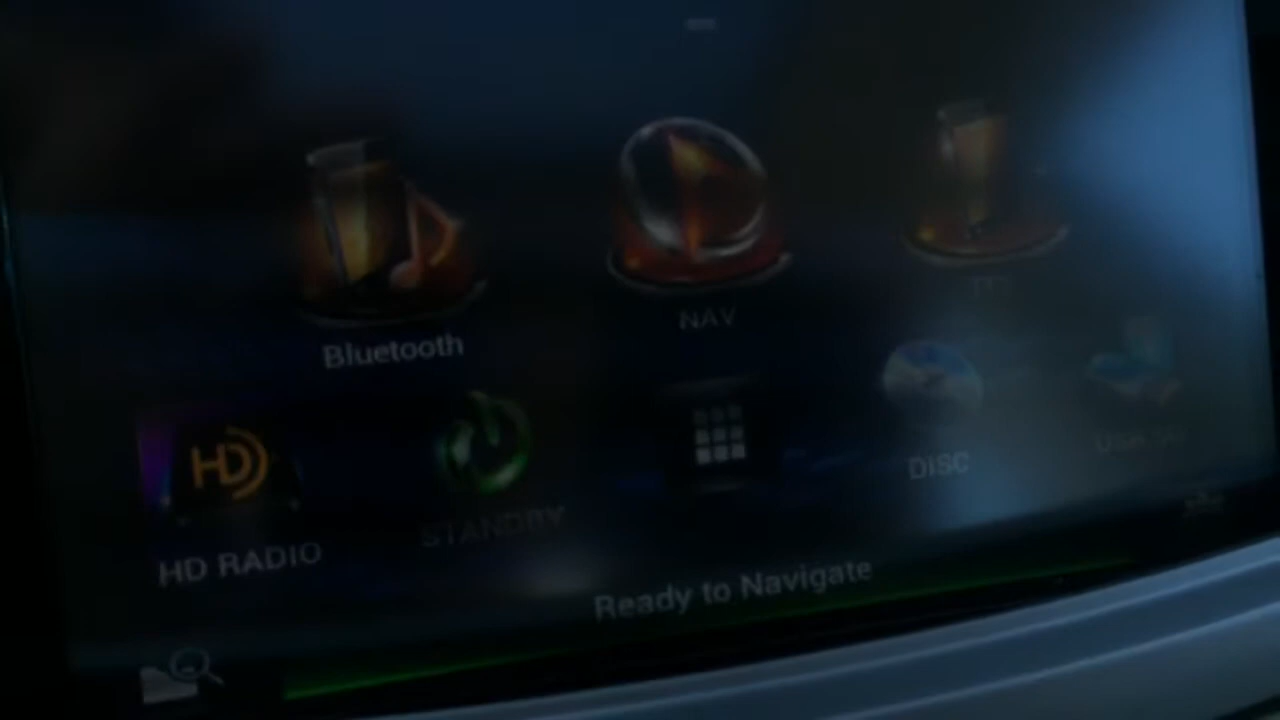 Bluetooth
NAV
HD
HD RADIO
STANDBY
DISC
Ready to Navigate